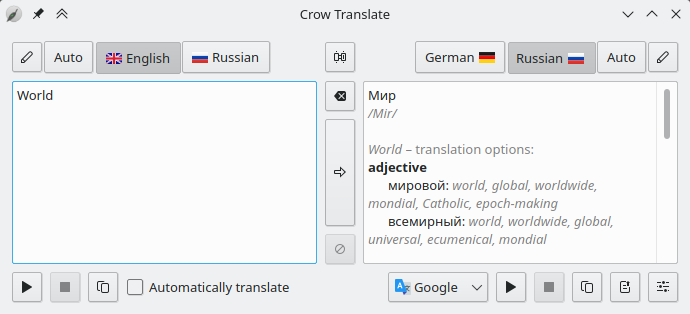 Crow Translate
Auto English Russian German Russian Auto
World
Мир
/Mir/
World – translation options:
adjective
мировой: world, global, worldwide,
mondial, Catholic, epoch-making
всемирный: world, worldwide, global,
universal, ecumenical, mondial
Automatically translate Google